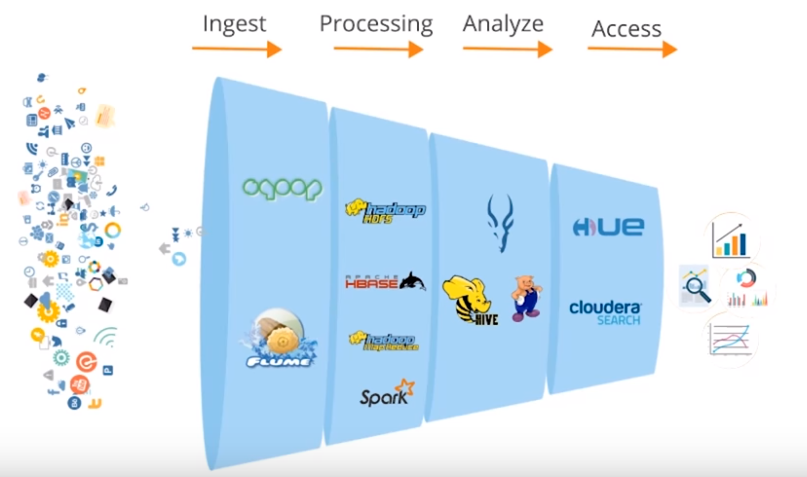 Ingest
Processing
Analyze
Access
sqoop
FLUME
hadoop
HDFS
APACHE
HBASE
hadoop
MapReduce
Spark
HIVE
HUE
cloudera
SEARCH